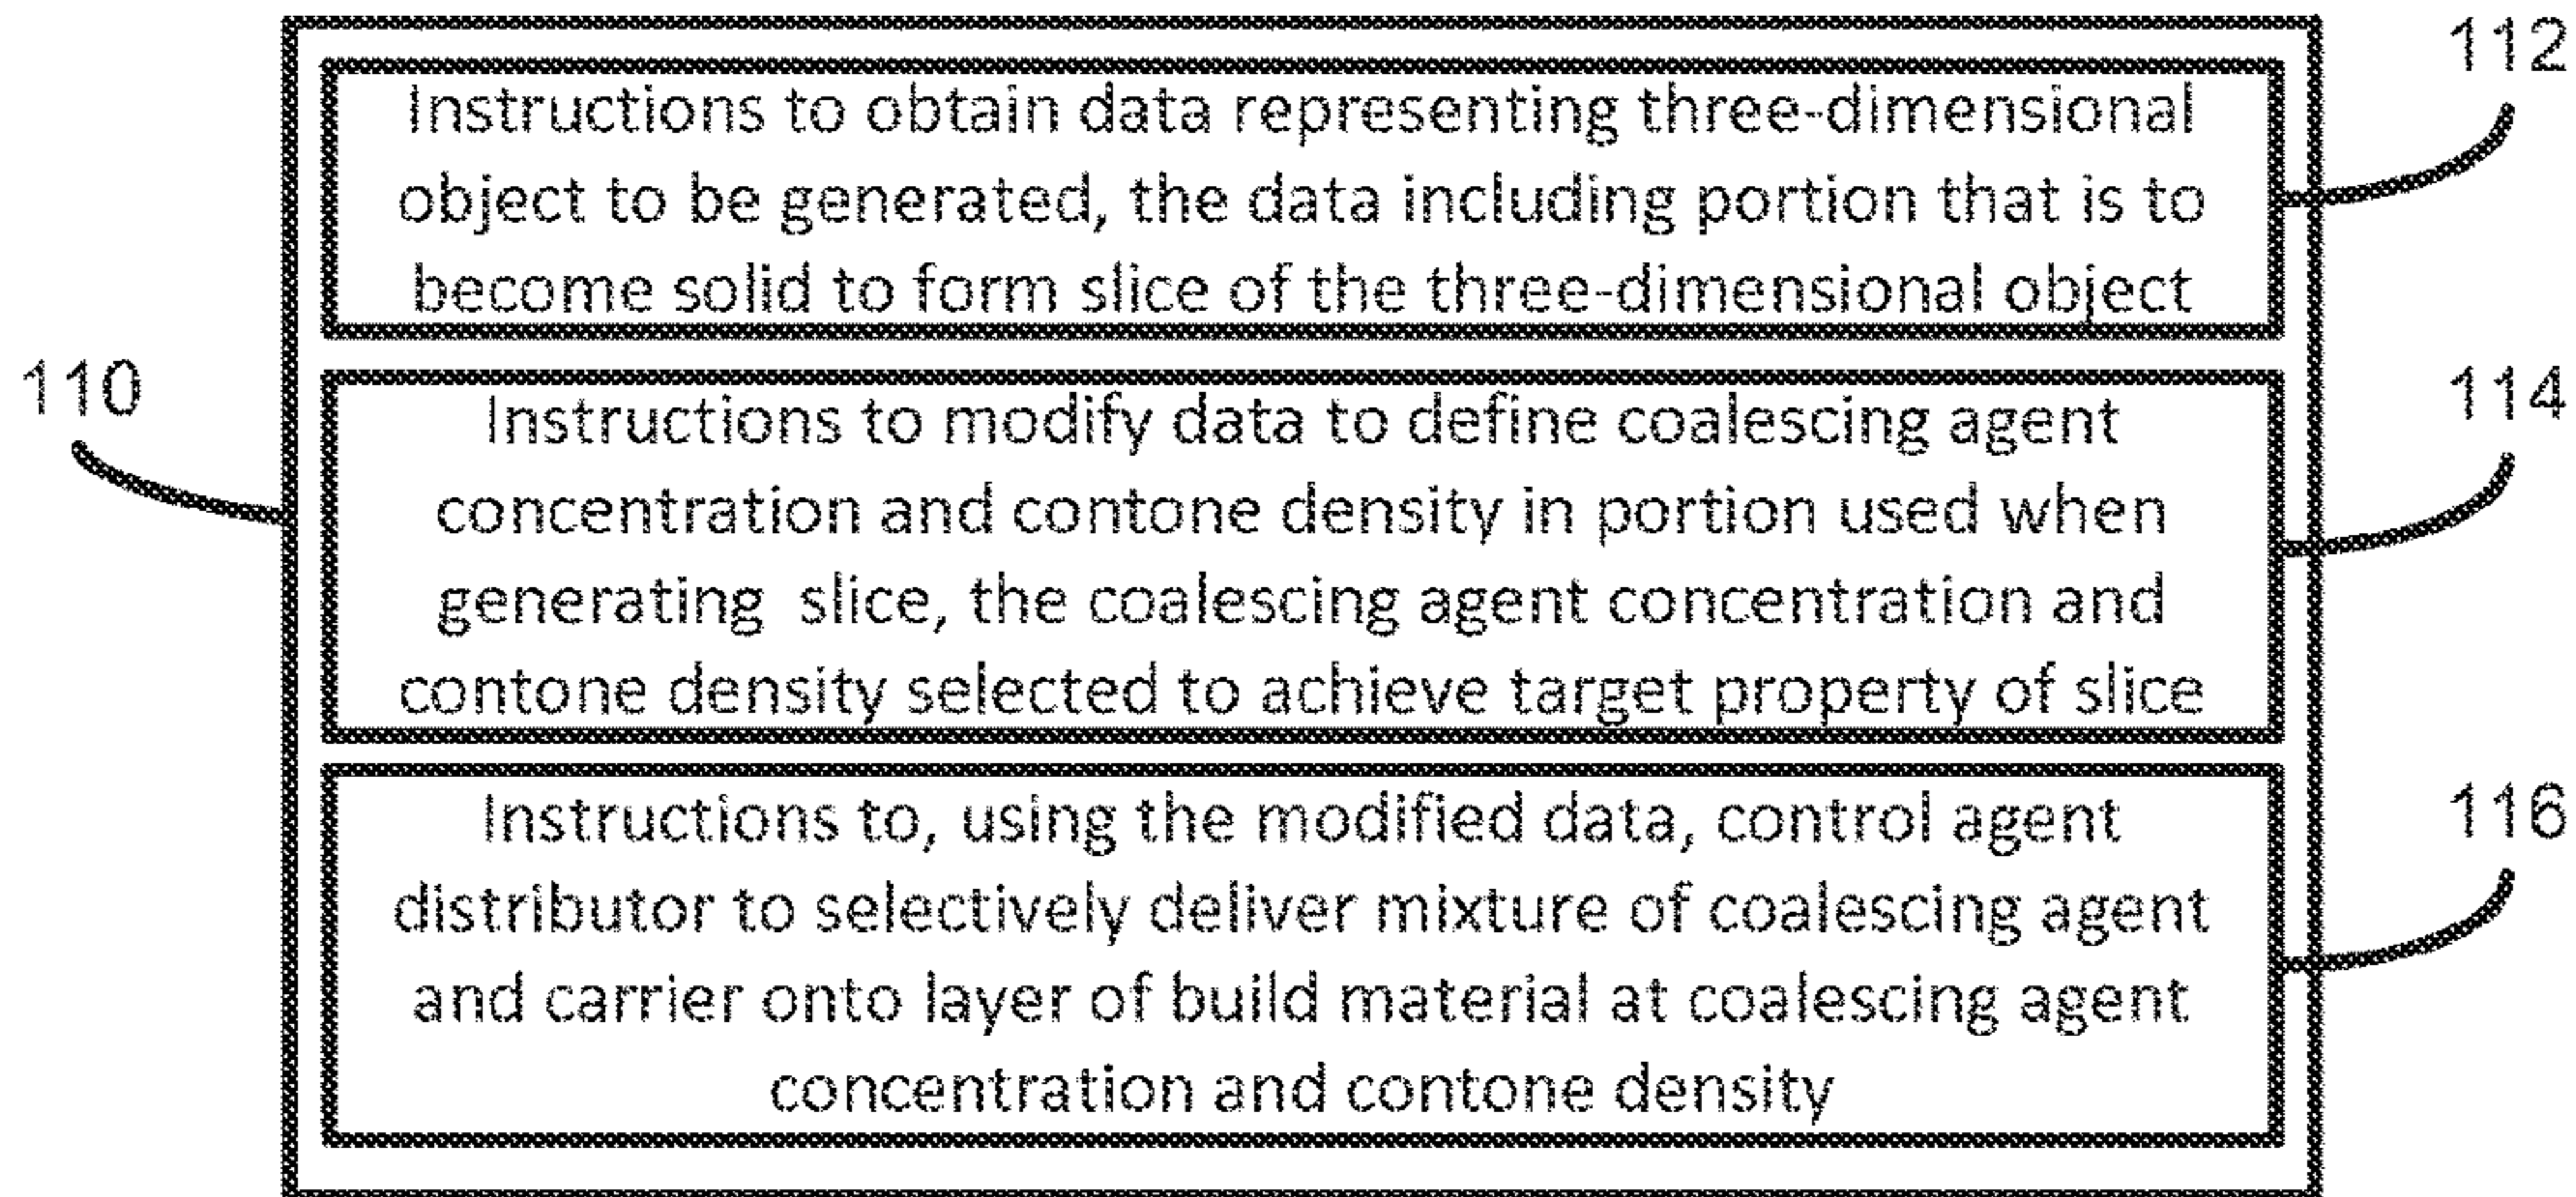 112
Instructions to obtain data representing three-dimensional
object to be generated, the data including portion that is to
become solid to form slice of the three-dimensional object
110
114
Instructions to modify data to define coalescing agent
concentration and contone density in portion used when
generating slice, the coalescing agent concentration and
contone density selected to achieve target property of slice
116
Instructions to, using the modified data, control agent
distributor to selectively deliver mixture of coalescing agent
and carrier onto layer of build material at coalescing agent
concentration and contone density